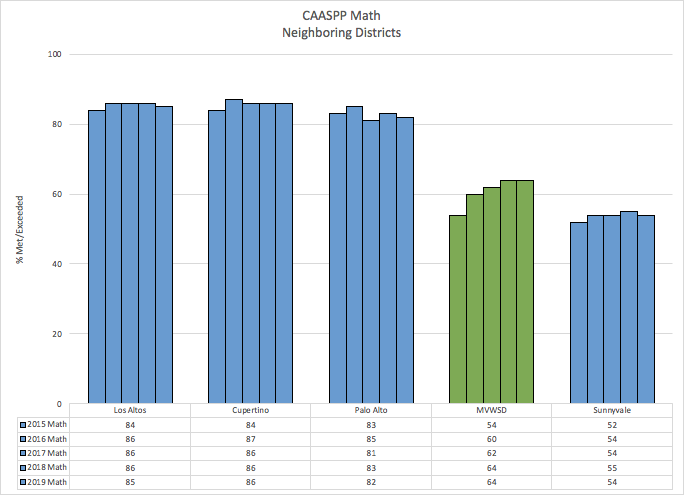 CAASPP Math
Neighboring Districts
100
80
60
40
20
0
% Met/Exceeded
Los Altos Cupertino Palo Alto MVWSD Sunnyvale
2015 Math 84 84 83 54 52
2016 Math 86 87 85 60 54
2017 Math 86 86 81 62 54
2018 Math 86 86 83 64 55
2019 Math 85 86 82 64 54